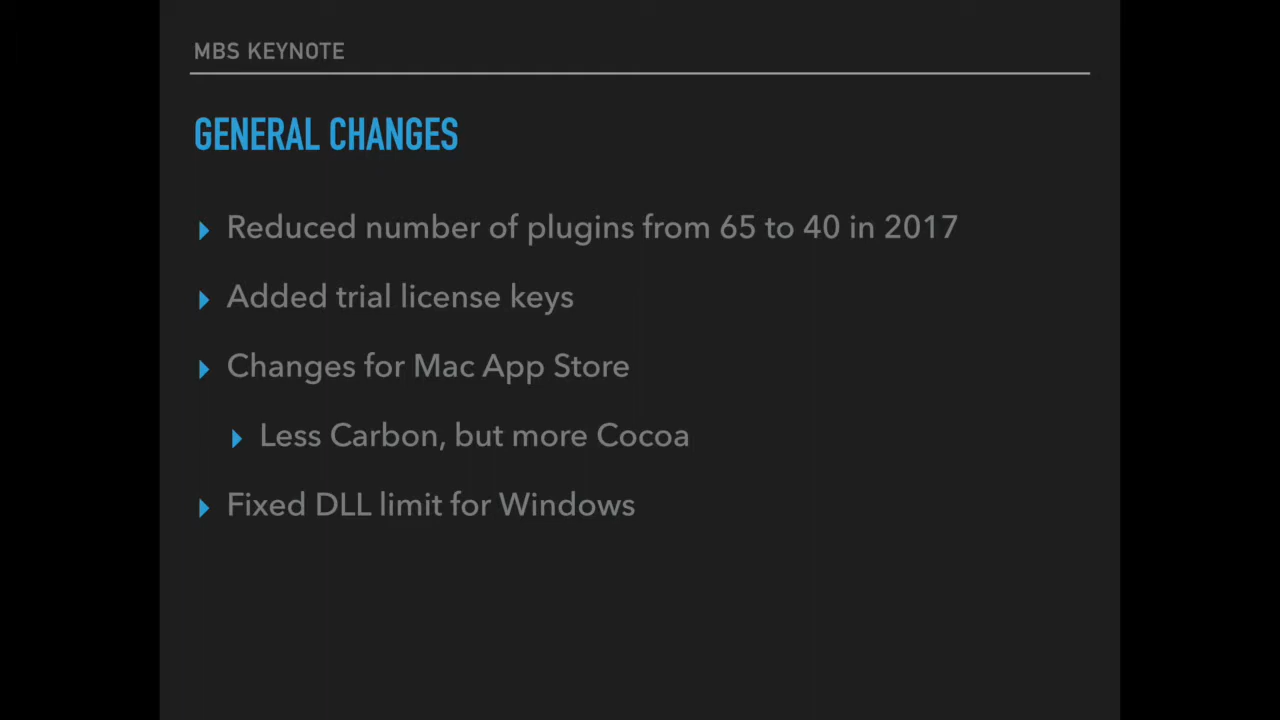 MBS KEYNOTE
GENERAL CHANGES
Reduced number of plugins from 65 to 40 in 2017
Added trial license keys
Changes for Mac App Store
Less Carbon, but more Cocoa
Fixed DLL limit for Windows